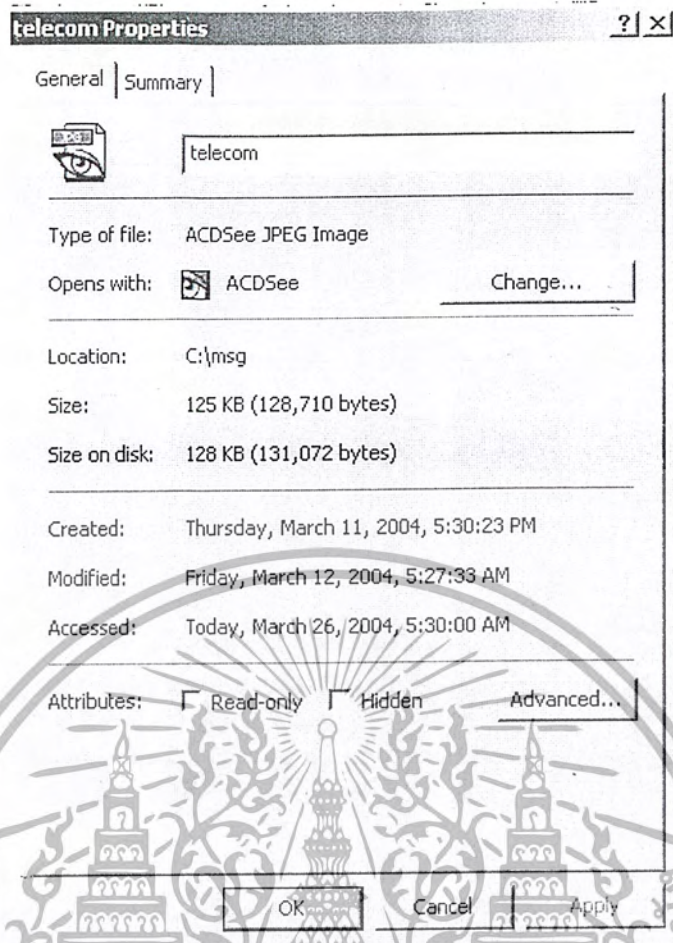 telecom Properties
General
Summary
telecom
Type of file: ACDSee JPEG Image
Opens with: ACDSee Change...
Location: C:\msg
Size: 125 KB (128,710 bytes)
Size on disk: 128 KB (131,072 bytes)
Created: Thursday, March 11, 2004, 5:30:23 PM
Modified: Friday, March 12, 2004, 5:27:33 AM
Accessed: Today, March 26, 2004, 5:30:00 AM
Attributes: Read-only Hidden Advanced...
OK Cancel Apply